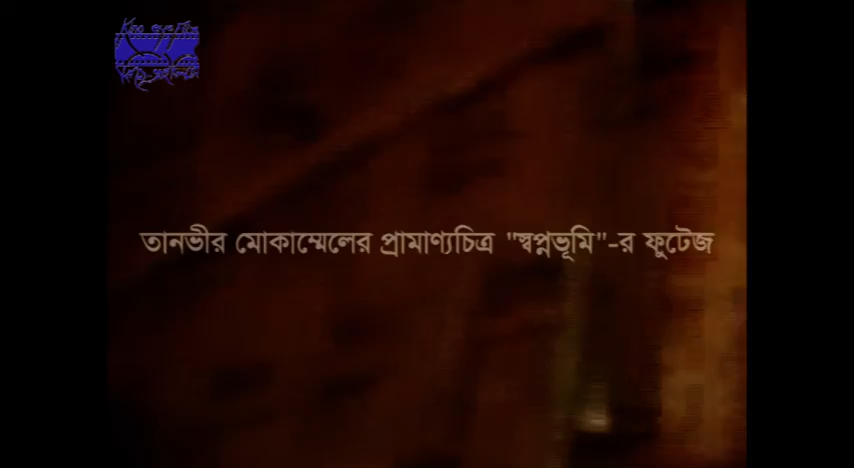 তানভীর মোকাম্মেলের প্রামাণ্যচিত্র "স্বপ্নভূমি"-র ফুটেজ